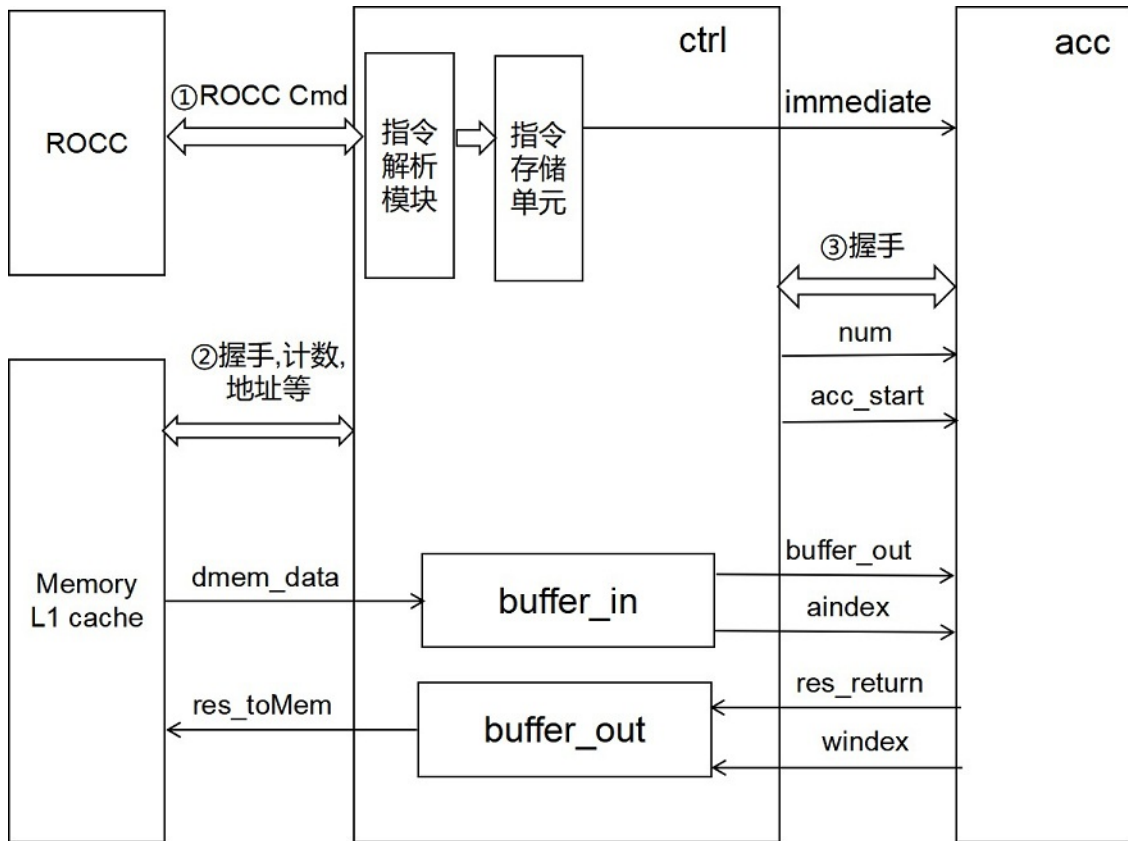 ctrl
acc
①ROCC Cmd
immediate
ROCC
指令
解析
模块
指令
存储
单元
③握手
num
②握手,计数,
地址等
acc_start
buffer_out
Memory
L1 cache
dmem_data
buffer_in
aindex
res_return
res_toMem
buffer_out
windex